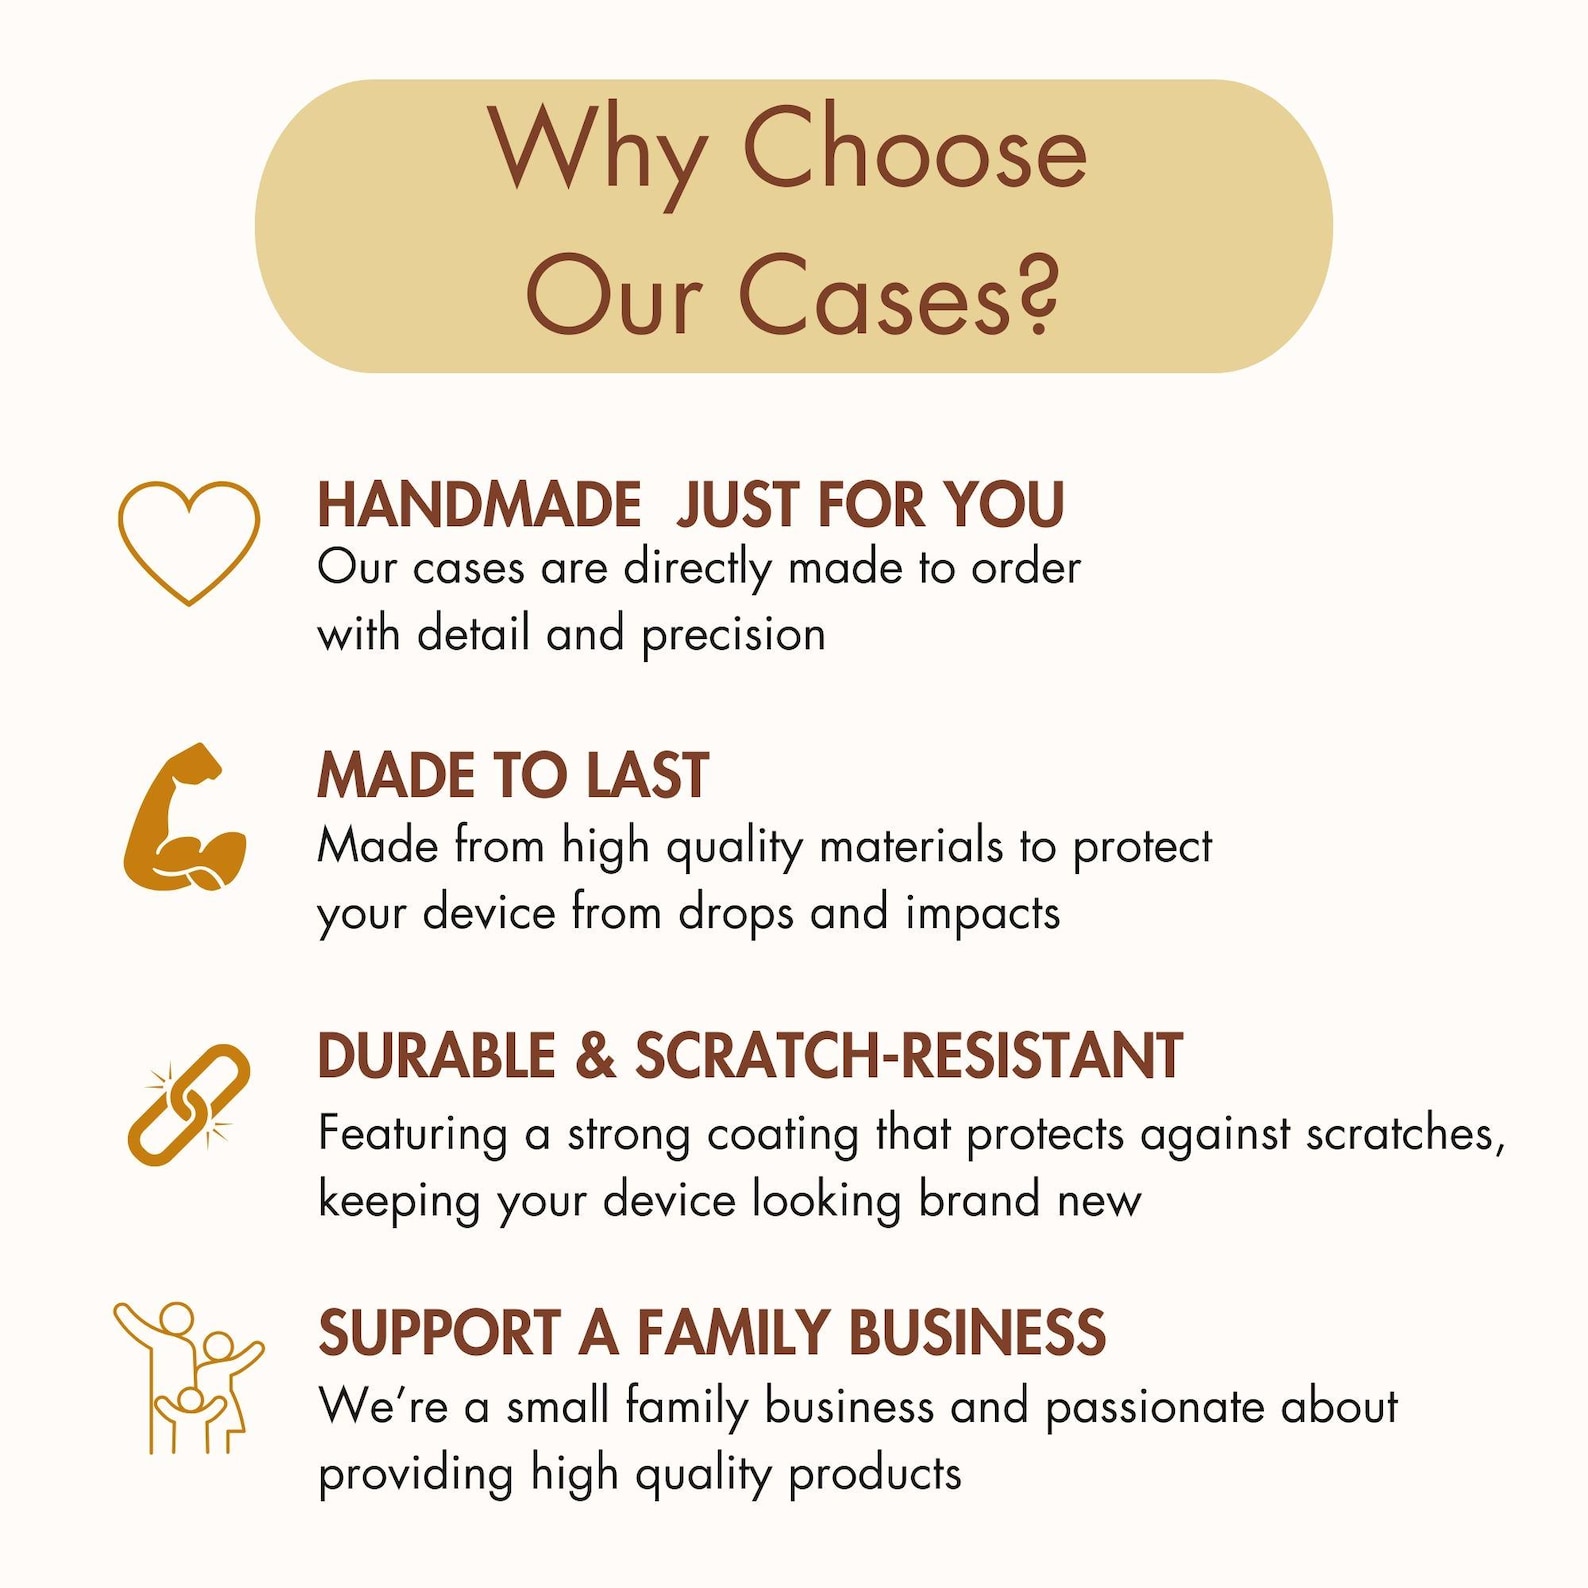 Why Choose
Our Cases?
HANDMADE  JUST FOR YOU
Our cases are directly made to order
with detail and precision
MADE TO LAST
Made from high quality materials to protect
your device from drops and impacts
DURABLE & SCRATCH-RESISTANT
Featuring a strong coating that protects against scratches,
keeping your device looking brand new
SUPPORT A FAMILY BUSINESS
We’re a small family business and passionate about
providing high quality products